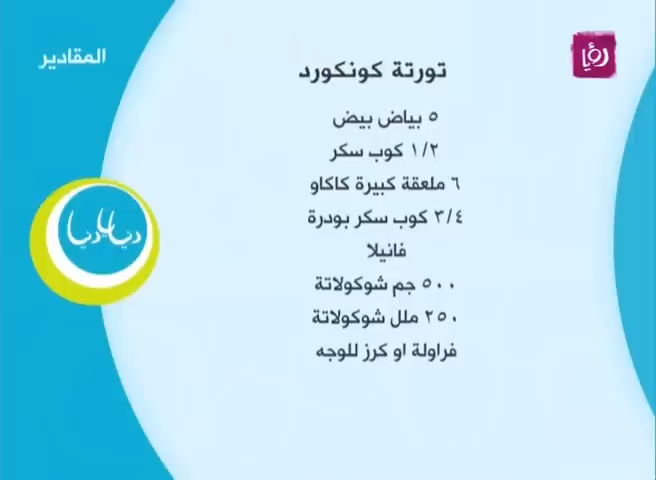 المقادير
رؤيا
تورتة كونكورد
٥ بياض بيض
١/٢ كوب سكر
٦ ملعقة كبيرة كاكاو
٣/٤ كوب سكر بودرة
فانيلا
٥٠٠ جم شوكولاتة
٢٥٠ ملل شوكولاتة
فراولة او كرز للوجه
دنيا يا دنيا